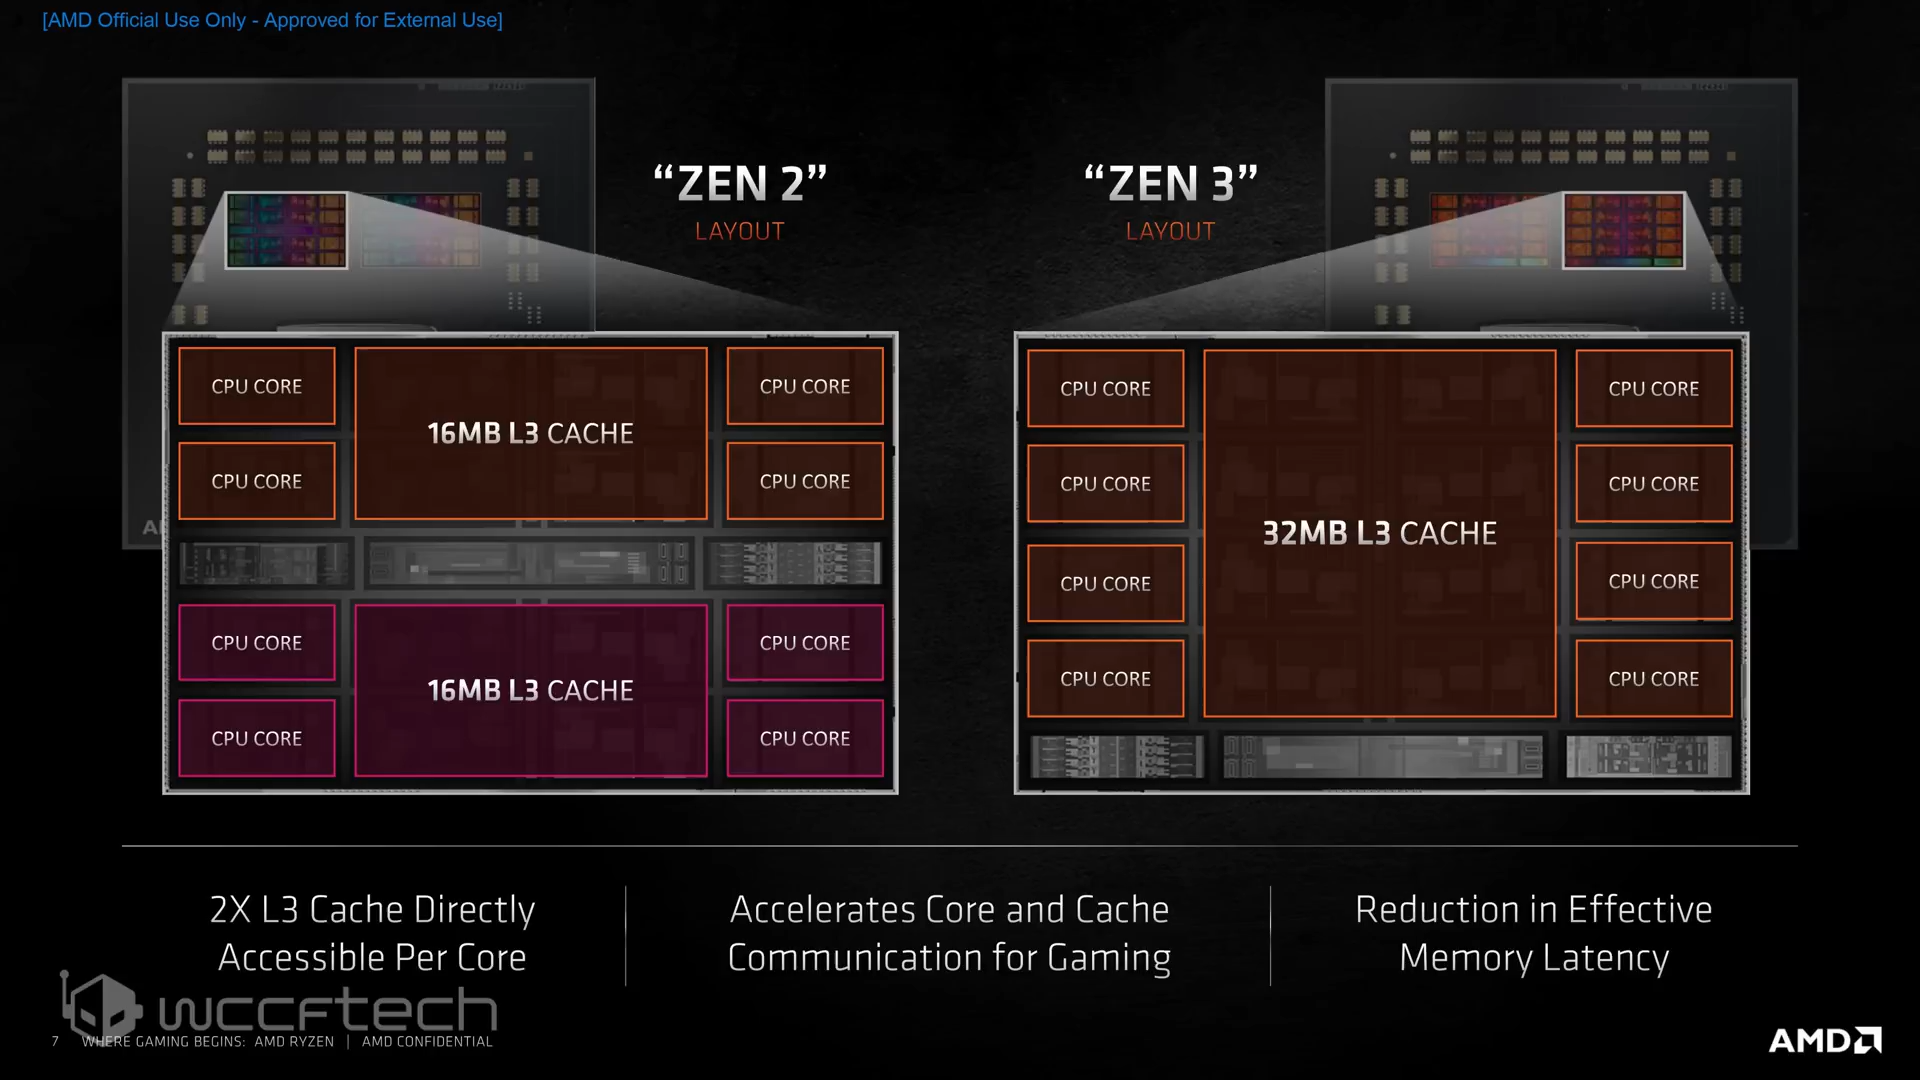 [AMD Official Use Only - Approved for External Use]
“ZEN 2”
LAYOUT
“ZEN 3”
LAYOUT
CPU CORE
16MB L3 CACHE
CPU CORE
CPU CORE
CPU CORE
CPU CORE
16MB L3 CACHE
CPU CORE
CPU CORE
CPU CORE
CPU CORE
32MB L3 CACHE
CPU CORE
CPU CORE
CPU CORE
CPU CORE
CPU CORE
CPU CORE
CPU CORE
2X L3 Cache Directly
Accessible Per Core
Accelerates Core and Cache
Communication for Gaming
Reduction in Effective
Memory Latency
wccftech
7 WHERE GAMING BEGINS: AMD RYZEN | AMD CONFIDENTIAL
AMD